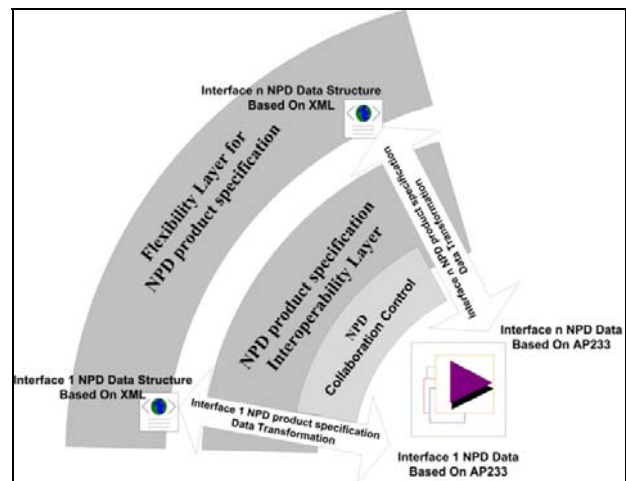 Interface n NPD Data Structure
Based On XML
Flexibility Layer for
NPD product specification
NPD product specification
Interoperability Layer
NPD
Collaboration Control
Interface n NPD product specification
Data Transformation
Interface n NPD Data
Based On AP233
Interface 1 NPD Data Structure
Based On XML
Interface 1 NPD product specification
Data Transformation
Interface 1 NPD Data
Based On AP233